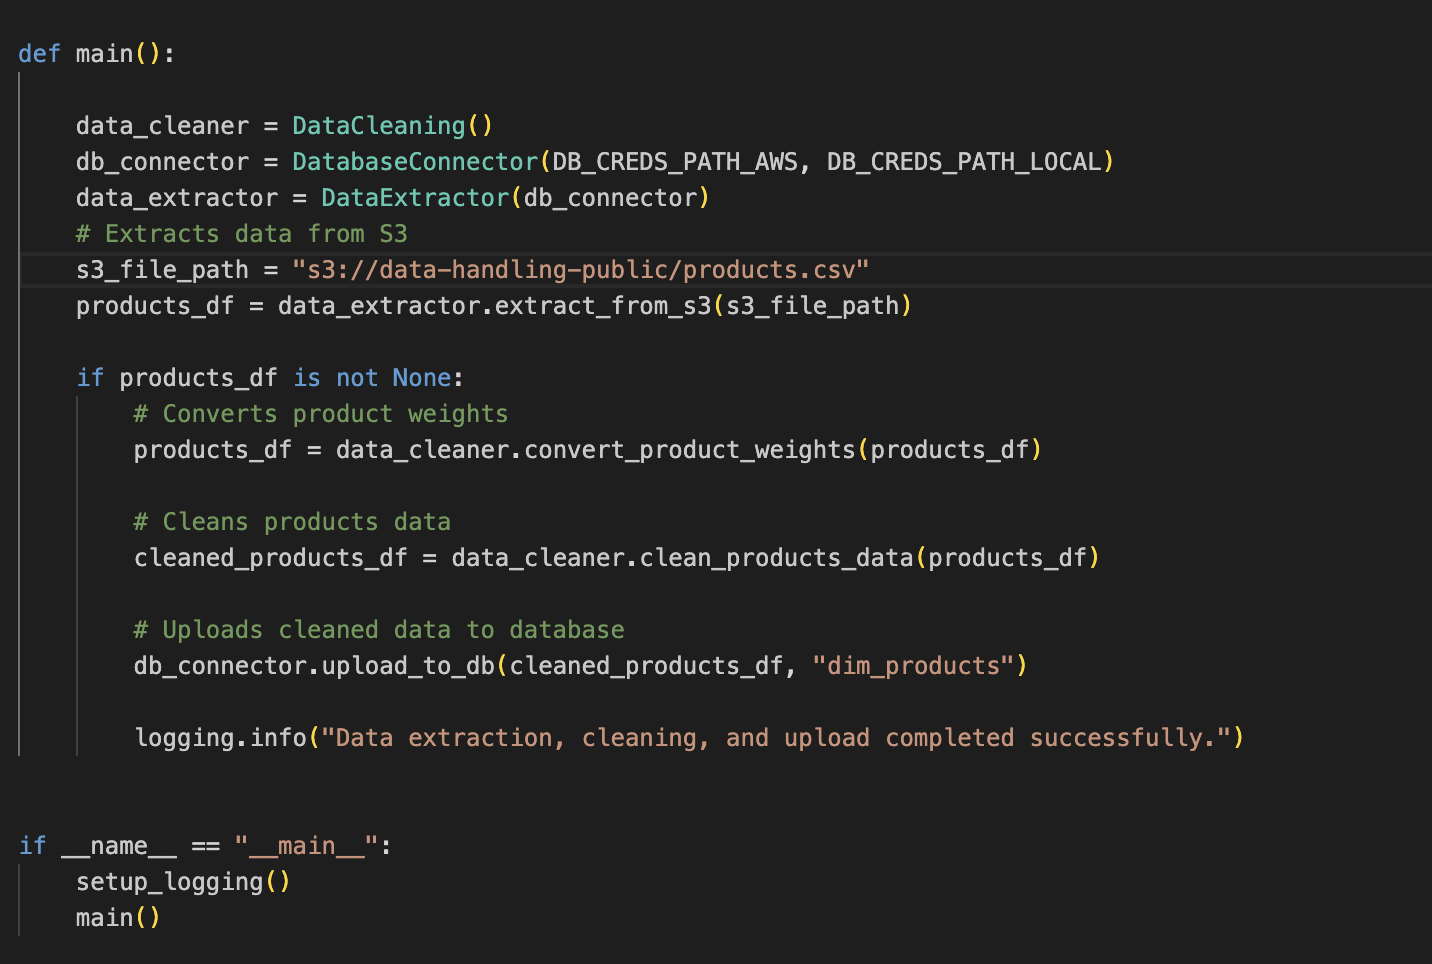 def main():
    data_cleaner = DataCleaning()
    db_connector = DatabaseConnector(DB_CREDS_PATH_AWS, DB_CREDS_PATH_LOCAL)
    data_extractor = DataExtractor(db_connector)
    # Extracts data from S3
    s3_file_path = "s3://data-handling-public/products.csv"
    products_df = data_extractor.extract_from_s3(s3_file_path)
    if products_df is not None:
        # Converts product weights
        products_df = data_cleaner.convert_product_weights(products_df)
        # Cleans products data
        cleaned_products_df = data_cleaner.clean_products_data(products_df)
        # Uploads cleaned data to database
        db_connector.upload_to_db(cleaned_products_df, "dim_products")
        logging.info("Data extraction, cleaning, and upload completed successfully.")
if __name__ == "__main__":
    setup_logging()
    main()